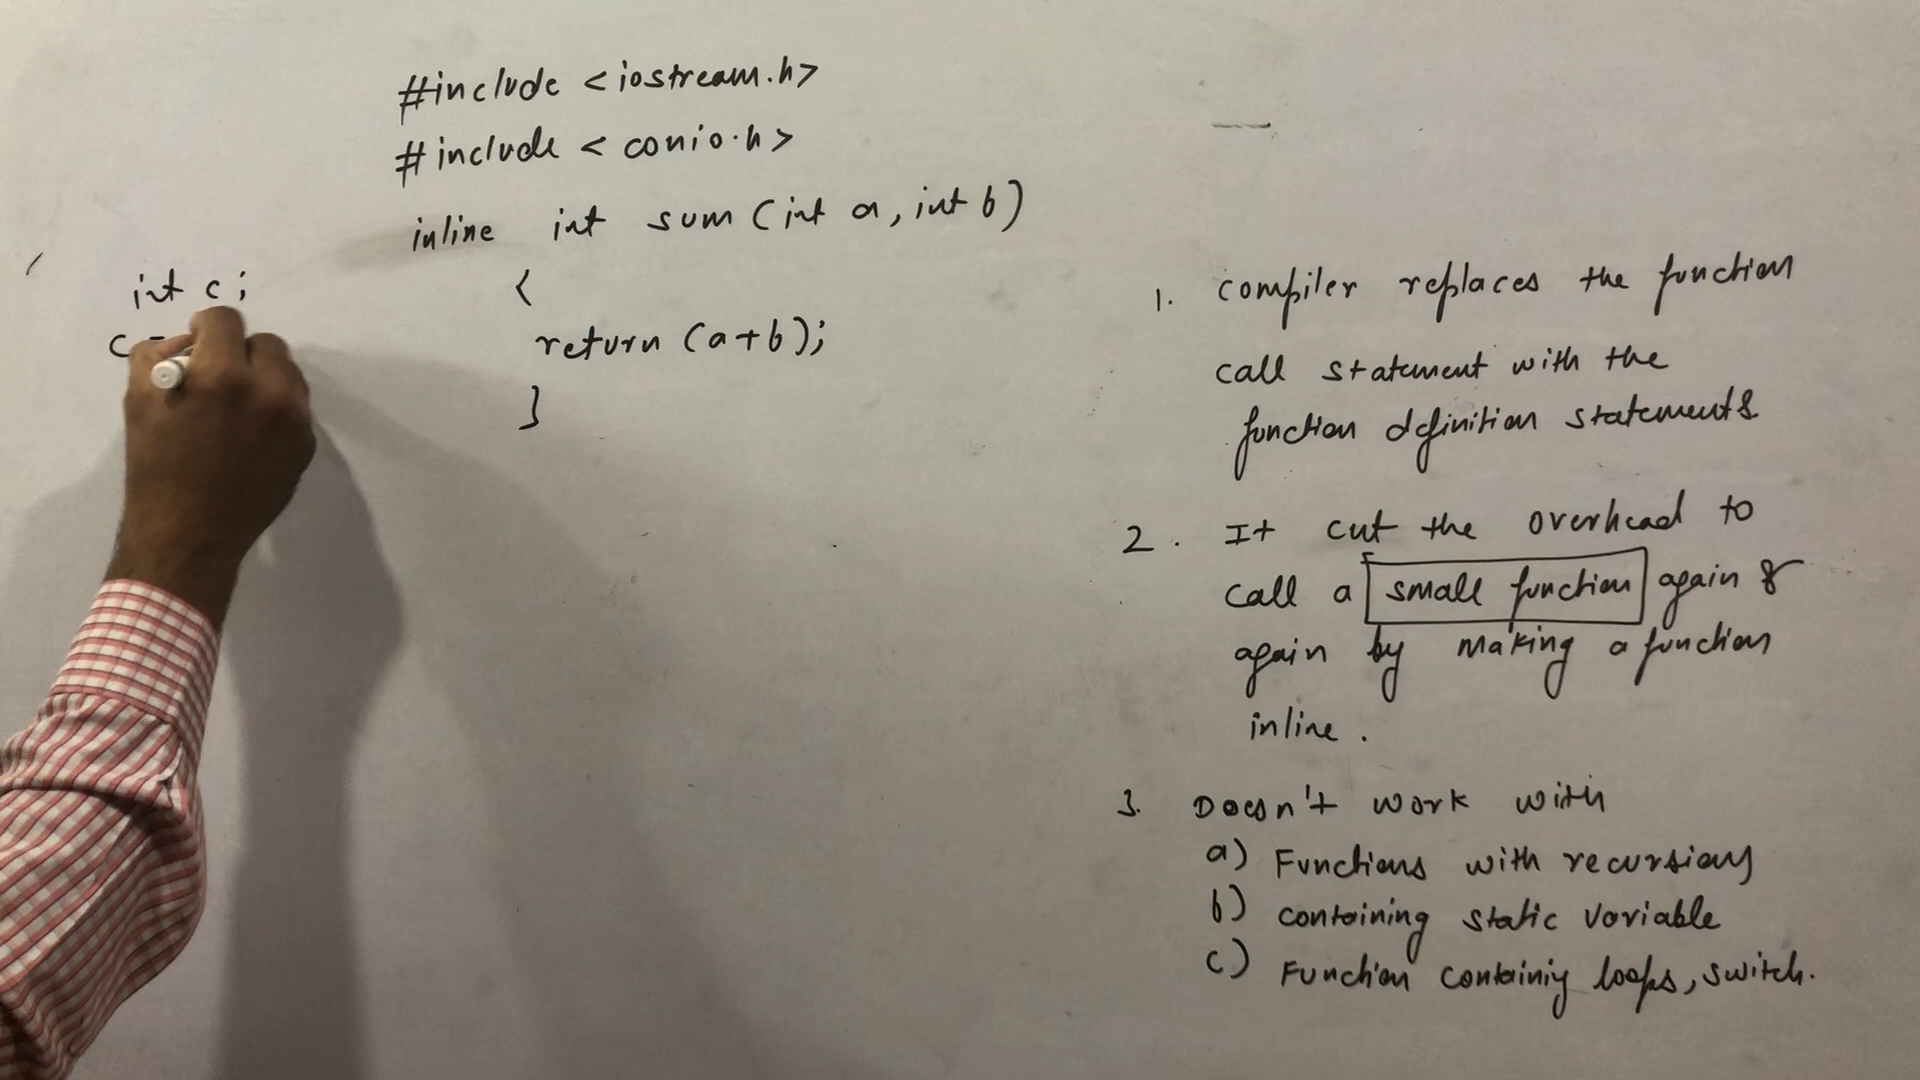 #include <iostream.h>
#include <conio.h>
inline int sum (int a, int b)
{
return (a+b);
}
int c;
c =
1. compiler replaces the function
call statement with the
function definition statements
2. It cut the overhead to
call a small function again &
again by making a function
inline.
3. Doesn't work with
a) Functions with recursions
b) containing static variable
c) Function containing loops, switch.